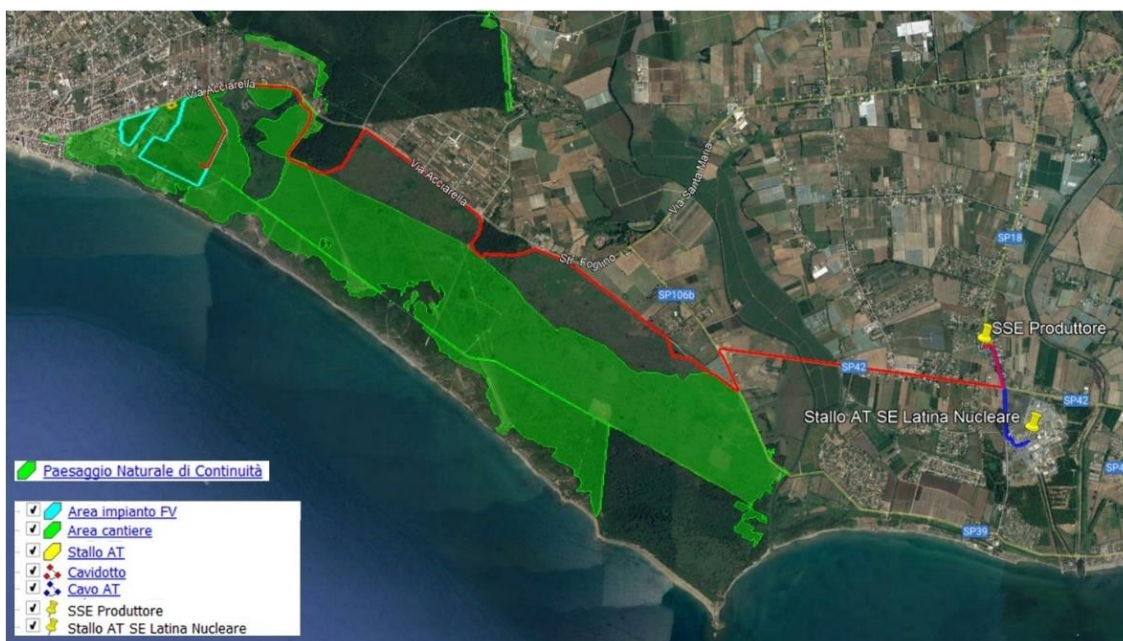 Via Acciarella
Via Acciarella
Str. Foglino
Via Santa Maria
SP106b
SP18
SSE Produttore
SP42
SP42
Stallo AT SE Latina Nucleare
SP39
Paesaggio Naturale di Continuità
Area impianto FV
Area cantiere
Stallo AT
Cavidotto
Cavo AT
SSE Produttore
Stallo AT SE Latina Nucleare